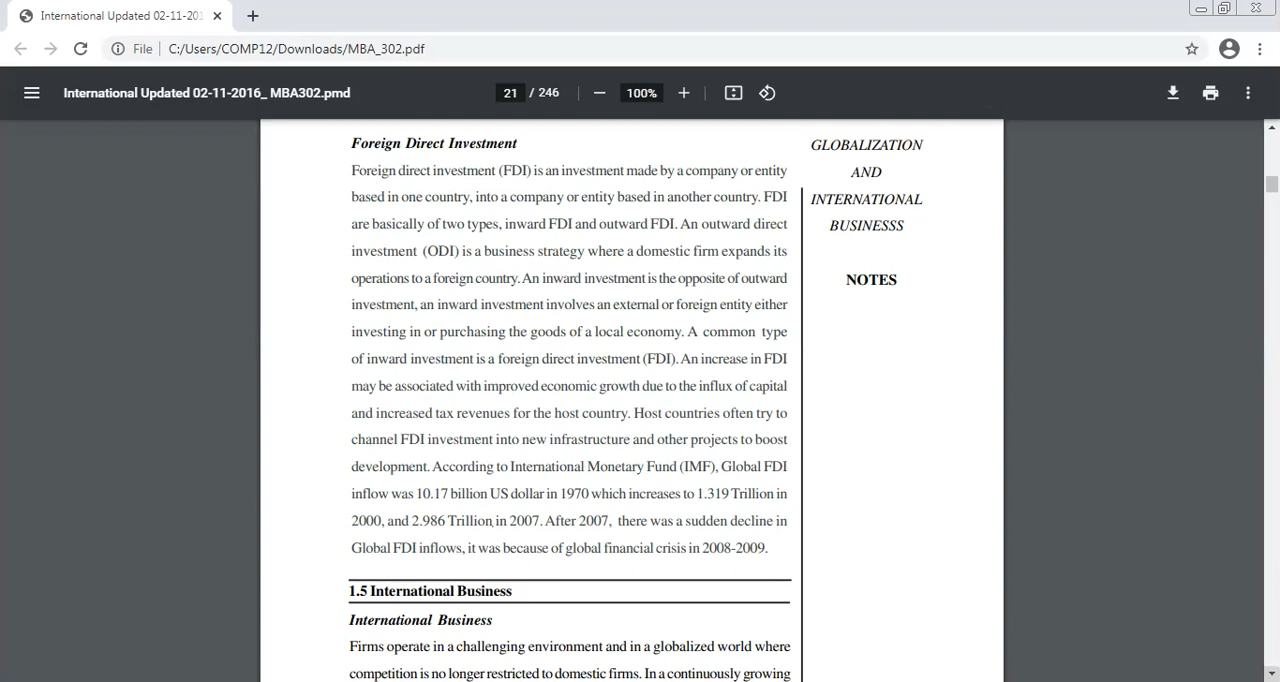 International Updated 02-11-201
File
C:/Users/COMP12/Downloads/MBA_302.pdf
International Updated 02-11-2016_ MBA302.pmd
21 / 246
100%
Foreign Direct Investment
Foreign direct investment (FDI) is an investment made by a company or entity
based in one country, into a company or entity based in another country. FDI
are basically of two types, inward FDI and outward FDI. An outward direct
investment (ODI) is a business strategy where a domestic firm expands its
operations to a foreign country. An inward investment is the opposite of outward
investment, an inward investment involves an external or foreign entity either
investing in or purchasing the goods of a local economy. A common type
of inward investment is a foreign direct investment (FDI). An increase in FDI
may be associated with improved economic growth due to the influx of capital
and increased tax revenues for the host country. Host countries often try to
channel FDI investment into new infrastructure and other projects to boost
development. According to International Monetary Fund (IMF), Global FDI
inflow was 10.17 billion US dollar in 1970 which increases to 1.319 Trillion in
2000, and 2.986 Trillion in 2007. After 2007, there was a sudden decline in
Global FDI inflows, it was because of global financial crisis in 2008-2009.
1.5 International Business
International Business
Firms operate in a challenging environment and in a globalized world where
competition is no longer restricted to domestic firms. In a continuously growing
GLOBALIZATION
AND
INTERNATIONAL
BUSINESSS
NOTES